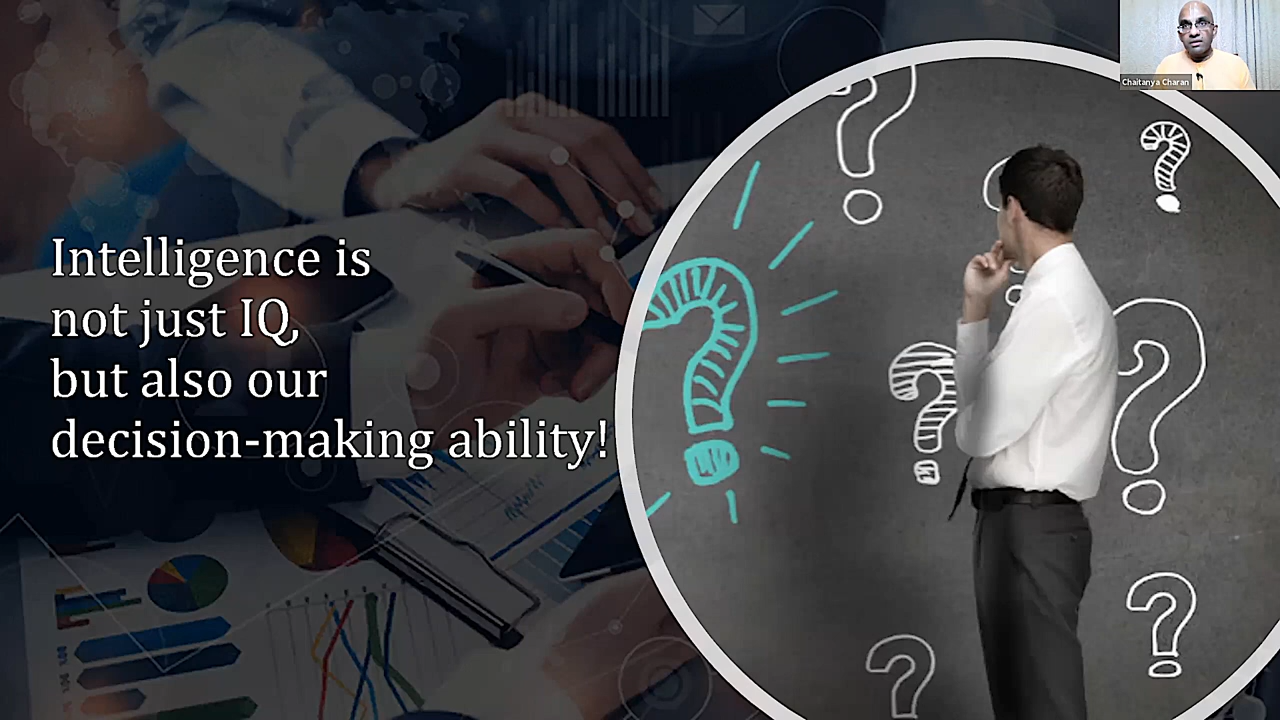 Chaitanya Charan
Intelligence is
not just IQ,
but also our
decision-making ability!